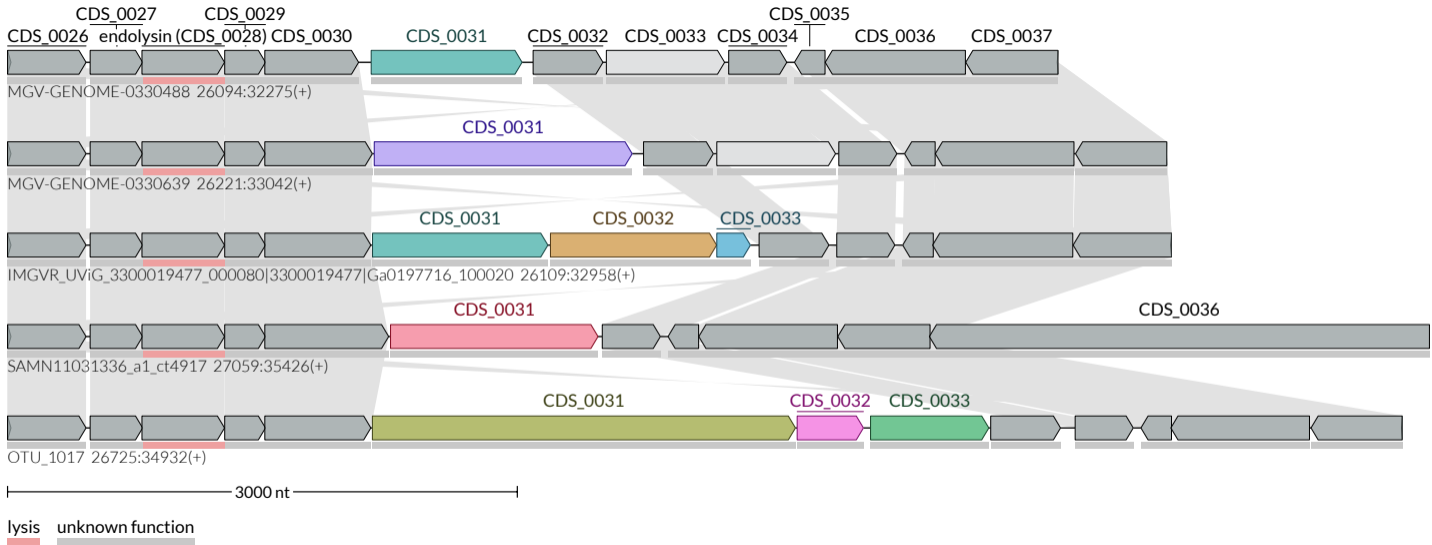 CDS_0027 CDS_0029 CDS_0035
CDS_0026 endolysin (CDS_0028) CDS_0030 CDS_0031 CDS_0032 CDS_0033 CDS_0034 CDS_0036 CDS_0037
MGV-GENOME-0330488 26094:32275(+)
CDS_0031
MGV-GENOME-0330639 26221:33042(+)
CDS_0031 CDS_0032 CDS_0033
IMGVR_UViG_3300019477_000080|3300019477|Ga0197716_100020 26109:32958(+)
CDS_0031 CDS_0036
SAMN11031336_a1_ct4917 27059:35426(+)
CDS_0031 CDS_0032 CDS_0033
OTU_1017 26725:34932(+)
3000 nt
lysis unknown function